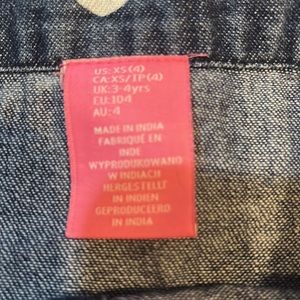 US: XS (4)
CA: XS/TP (4)
UK: 3-4yrs
EU: 104
AU: 4
MADE IN INDIA
FABRIQUÉ EN
INDE
WYPRODUKOWANO
W INDIACH
HERGESTELLT
IN INDIEN
GEPRODUCEERD
IN INDIA